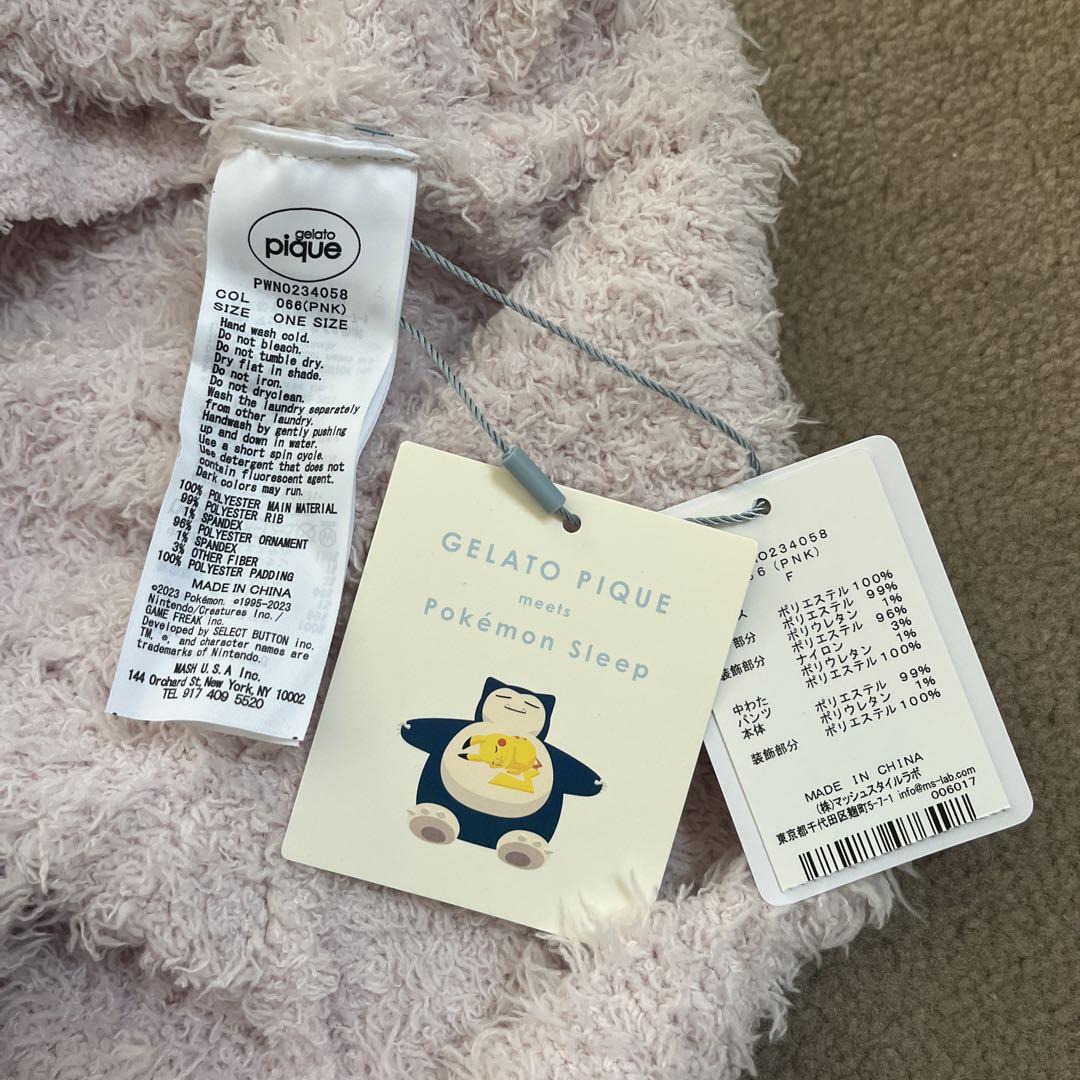 gelato
pique
PWN0234058
COL 066(PNK)
SIZE ONE SIZE
Hand wash cold.
Do not bleach.
Do not tumble dry.
Dry flat in shade.
Do not iron.
Do not dryclean.
Wash the laundry separately
from other laundry.
Handwash by gently pushing
up and down in water.
Use a short spin cycle.
Use detergent that does not
contain fluorescent agent.
Dark colors may run.
100% POLYESTER MAIN MATERIAL
99% POLYESTER RIB
1% SPANDEX
96% POLYESTER ORNAMENT
1% SPANDEX
3% OTHER FIBER
100% POLYESTER PADDING
MADE IN CHINA
©2023 Pokémon. ©1995-2023
Nintendo/Creatures Inc./
GAME FREAK inc.
Developed by SELECT BUTTON inc.
TM, ®, and character names are
trademarks of Nintendo.
MASH U.S.A Inc.
144 Orchard St, New York, NY 10002
TEL 917 409 5520
GELATO PIQUE
meets
Pokémon Sleep
0234058
6 (PNK)
F
ポリエステル 100%
ポリエステル 99%
ポリウレタン 1%
部分 ポリエステル 96%
ナイロン 3%
装飾部分 ポリウレタン 1%
ポリエステル 100%
中わた
パンツ ポリエステル 99%
本体 ポリウレタン 1%
ポリエステル 100%
装飾部分
MADE IN CHINA
(株)マッシュスタイルラボ
東京都千代田区麹町5-7-1 info@ms-lab.com
006017